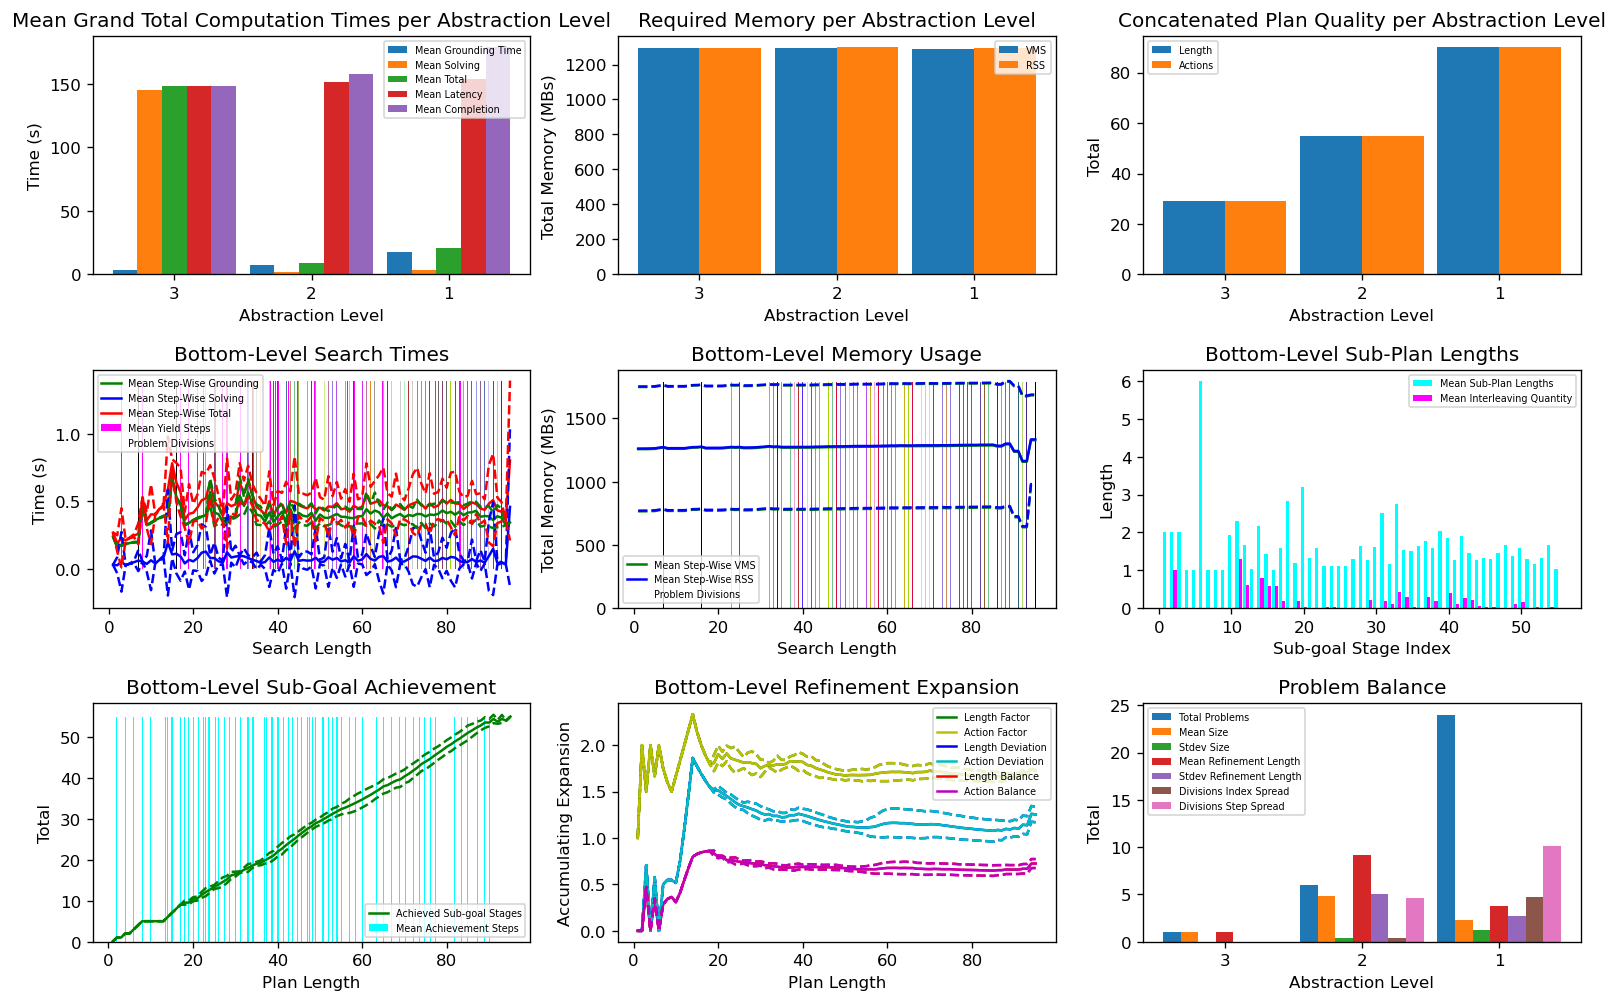 Mean Grand Total Computation Times per Abstraction Level
Time (s)
0
50
100
150
Mean Grounding Time
Mean Solving
Mean Total
Mean Latency
Mean Completion
3
2
1
Abstraction Level
Required Memory per Abstraction Level
Total Memory (MBs)
0
200
400
600
800
1000
1200
VMS
RSS
3
2
1
Abstraction Level
Concatenated Plan Quality per Abstraction Level
Total
0
20
40
60
80
Length
Actions
3
2
1
Abstraction Level
Bottom-Level Search Times
Time (s)
0.0
0.5
1.0
Mean Step-Wise Grounding
Mean Step-Wise Solving
Mean Step-Wise Total
Mean Yield Steps
Problem Divisions
0
20
40
60
80
Search Length
Bottom-Level Memory Usage
Total Memory (MBs)
0
500
1000
1500
Mean Step-Wise VMS
Mean Step-Wise RSS
Problem Divisions
0
20
40
60
80
Search Length
Bottom-Level Sub-Plan Lengths
Length
0
1
2
3
4
5
6
Mean Sub-Plan Lengths
Mean Interleaving Quantity
0
10
20
30
40
50
Sub-goal Stage Index
Bottom-Level Sub-Goal Achievement
Total
0
10
20
30
40
50
Achieved Sub-goal Stages
Mean Achievement Steps
0
20
40
60
80
Plan Length
Bottom-Level Refinement Expansion
Accumulating Expansion
0.0
0.5
1.0
1.5
2.0
Length Factor
Action Factor
Length Deviation
Action Deviation
Length Balance
Action Balance
0
20
40
60
80
Plan Length
Problem Balance
Total
0
5
10
15
20
25
Total Problems
Mean Size
Stdev Size
Mean Refinement Length
Stdev Refinement Length
Divisions Index Spread
Divisions Step Spread
3
2
1
Abstraction Level